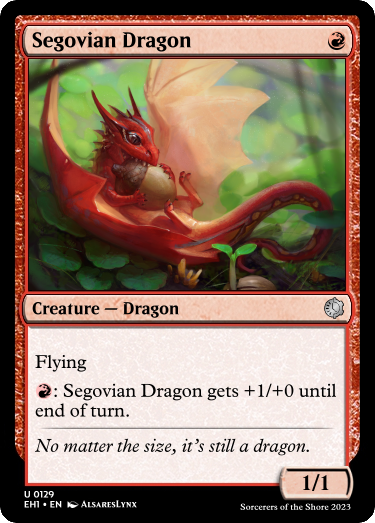 Segovian Dragon
Creature — Dragon
Flying
: Segovian Dragon gets +1/+0 until
end of turn.
No matter the size, it's still a dragon.
1/1
U 0129
EH1 • EN AlsaresLynx
Sorcerers of the Shore 2023